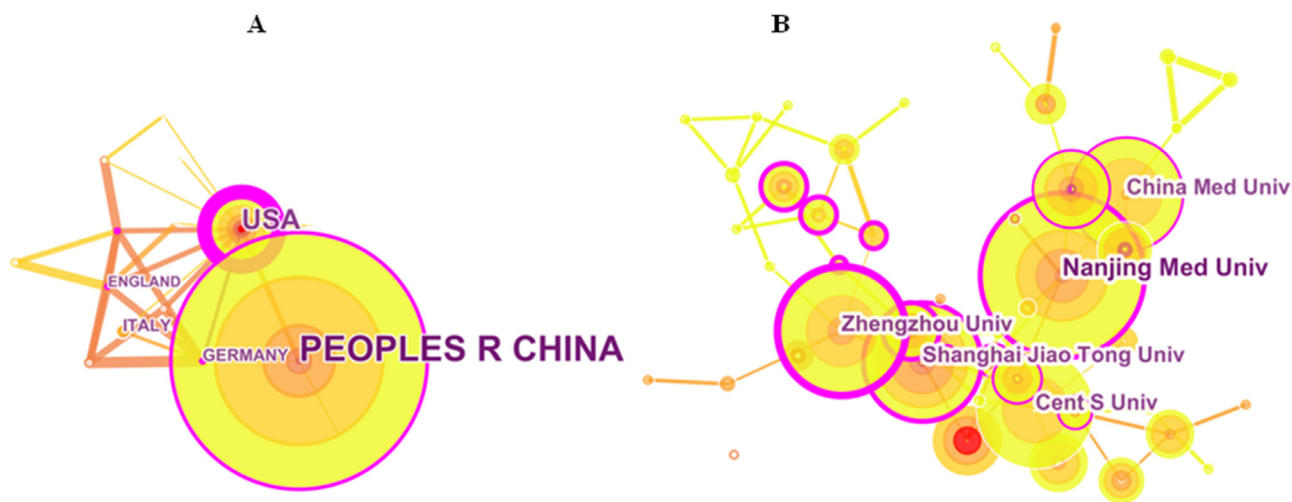 A
B
USA
ENGLAND
ITALY
GERMANY
PEOPLES R CHINA
China Med Univ
Nanjing Med Univ
Zhengzhou Univ
Shanghai Jiao Tong Univ
Cent S Univ